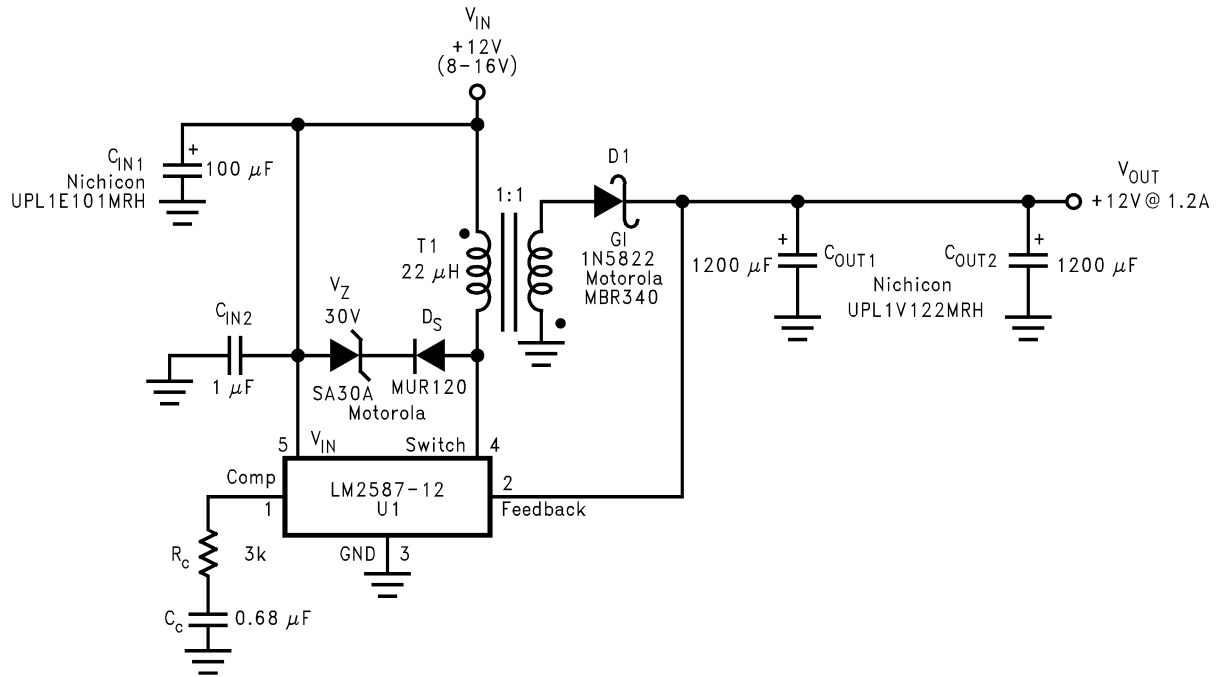 V_IN
+12V
(8-16V)
C_IN1
Nichicon
UPL1E101MRH
+
100 μF
T1
22 μH
1:1
D1
GI
1N5822
Motorola
MBR340
V_OUT
+12V@ 1.2A
+
1200 μF
C_OUT1
C_OUT2
+
1200 μF
Nichicon
UPL1V122MRH
C_IN2
1 μF
V_Z
30V
SA30A
D_S
MUR120
Motorola
5
V_IN
Switch
4
Comp
1
LM2587-12
U1
2
Feedback
GND
3
R_c
3k
C_c
0.68 μF